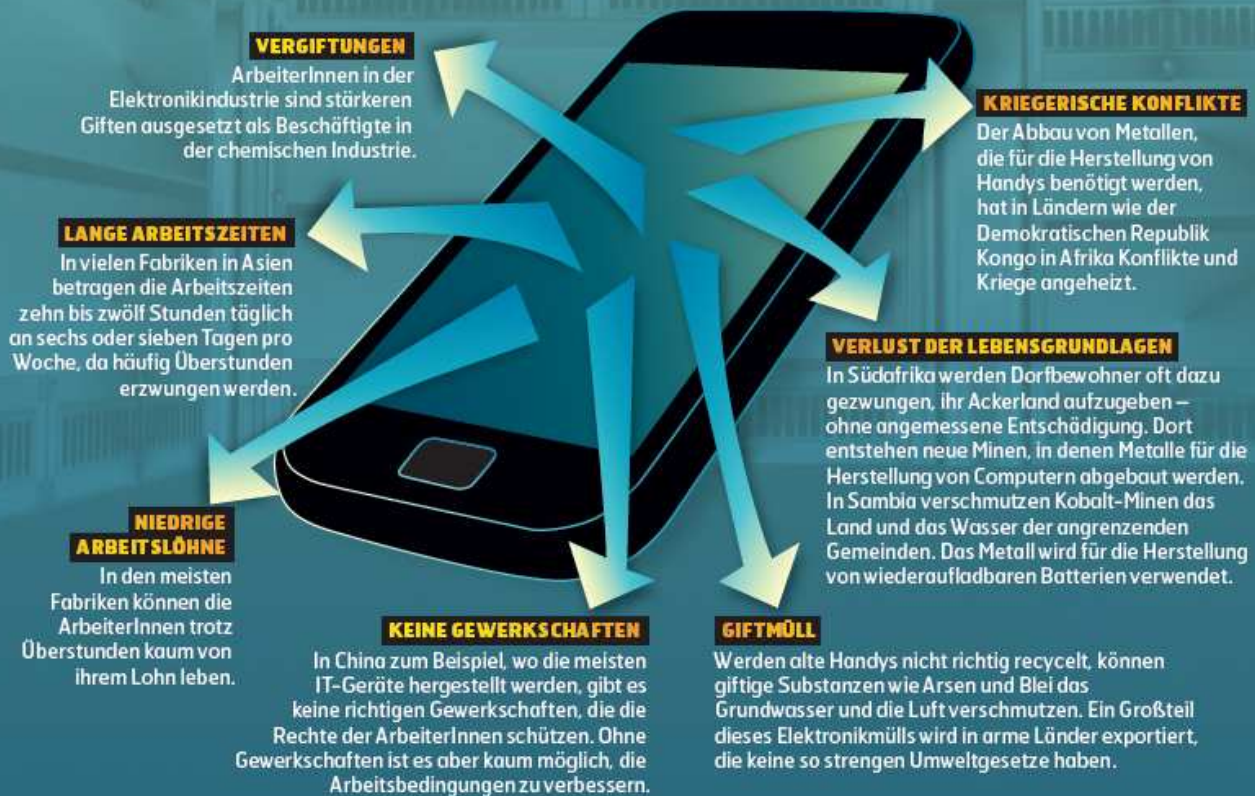 VERGIFTUNGEN
ArbeiterInnen in der
Elektronikindustrie sind stärkeren
Giften ausgesetzt als Beschäftigte in
der chemischen Industrie.
LANGE ARBEITSZEITEN
In vielen Fabriken in Asien
betragen die Arbeitszeiten
zehn bis zwölf Stunden täglich
an sechs oder sieben Tagen pro
Woche, da häufig Überstunden
erzwungen werden.
NIEDRIGE
ARBEITSLÖHNE
In den meisten
Fabriken können die
ArbeiterInnen trotz
Überstunden kaum von
ihrem Lohn leben.
KEINE GEWERKSCHAFTEN
In China zum Beispiel, wo die meisten
IT-Geräte hergestellt werden, gibt es
keine richtigen Gewerkschaften, die die
Rechte der ArbeiterInnen schützen. Ohne
Gewerkschaften ist es aber kaum möglich, die
Arbeitsbedingungen zu verbessern.
KRIEGERISCHE KONFLIKTE
Der Abbau von Metallen,
die für die Herstellung von
Handys benötigt werden,
hat in Ländern wie der
Demokratischen Republik
Kongo in Afrika Konflikte und
Kriege angeheizt.
VERLUST DER LEBENSGRUNDLAGEN
In Südafrika werden Dorfbewohner oft dazu
gezwungen, ihr Ackerland aufzugeben –
ohne angemessene Entschädigung. Dort
entstehen neue Minen, in denen Metalle für die
Herstellung von Computern abgebaut werden.
In Sambia verschmutzen Kobalt-Minen das
Land und das Wasser der angrenzenden
Gemeinden. Das Metall wird für die Herstellung
von wiederaufladbaren Batterien verwendet.
GIFTMÜLL
Werden alte Handys nicht richtig recycelt, können
giftige Substanzen wie Arsen und Blei das
Grundwasser und die Luft verschmutzen. Ein Großteil
dieses Elektronikmülls wird in arme Länder exportiert,
die keine so strengen Umweltgesetze haben.